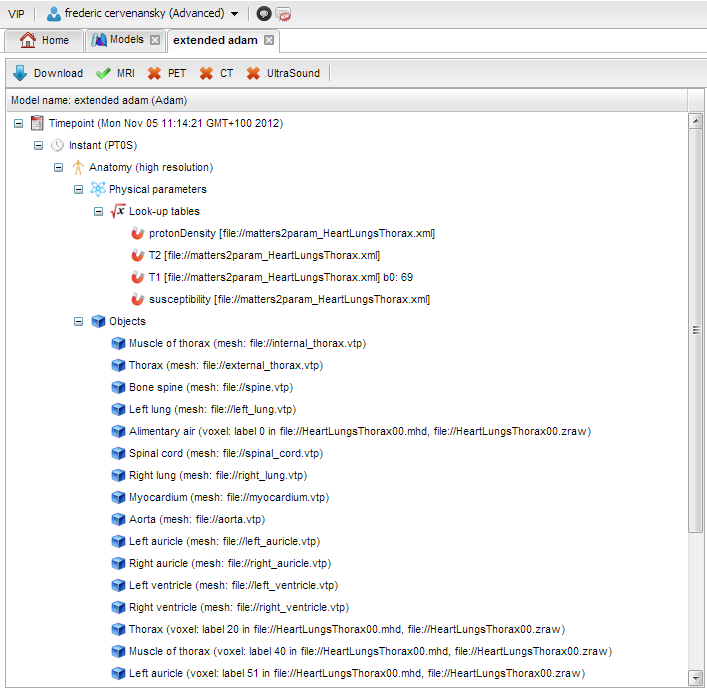 VIP frederic cervenansky (Advanced)
Home Models extended adam
Download MRI PET CT UltraSound
Model name: extended adam (Adam)
Timepoint (Mon Nov 05 11:14:21 GMT+100 2012)
Instant (PT0S)
Anatomy (high resolution)
Physical parameters
Look-up tables
protonDensity [file://matters2param_HeartLungsThorax.xml]
T2 [file://matters2param_HeartLungsThorax.xml]
T1 [file://matters2param_HeartLungsThorax.xml] b0: 69
susceptibility [file://matters2param_HeartLungsThorax.xml]
Objects
Muscle of thorax (mesh: file://internal_thorax.vtp)
Thorax (mesh: file://external_thorax.vtp)
Bone spine (mesh: file://spine.vtp)
Left lung (mesh: file://left_lung.vtp)
Alimentary air (voxel: label 0 in file://HeartLungsThorax00.mhd, file://HeartLungsThorax00.zraw)
Spinal cord (mesh: file://spinal_cord.vtp)
Right lung (mesh: file://right_lung.vtp)
Myocardium (mesh: file://myocardium.vtp)
Aorta (mesh: file://aorta.vtp)
Left auricle (mesh: file://left_auricle.vtp)
Right auricle (mesh: file://right_auricle.vtp)
Left ventricle (mesh: file://left_ventricle.vtp)
Right ventricle (mesh: file://right_ventricle.vtp)
Thorax (voxel: label 20 in file://HeartLungsThorax00.mhd, file://HeartLungsThorax00.zraw)
Muscle of thorax (voxel: label 40 in file://HeartLungsThorax00.mhd, file://HeartLungsThorax00.zraw)
Left auricle (voxel: label 51 in file://HeartLungsThorax00.mhd, file://HeartLungsThorax00.zraw)